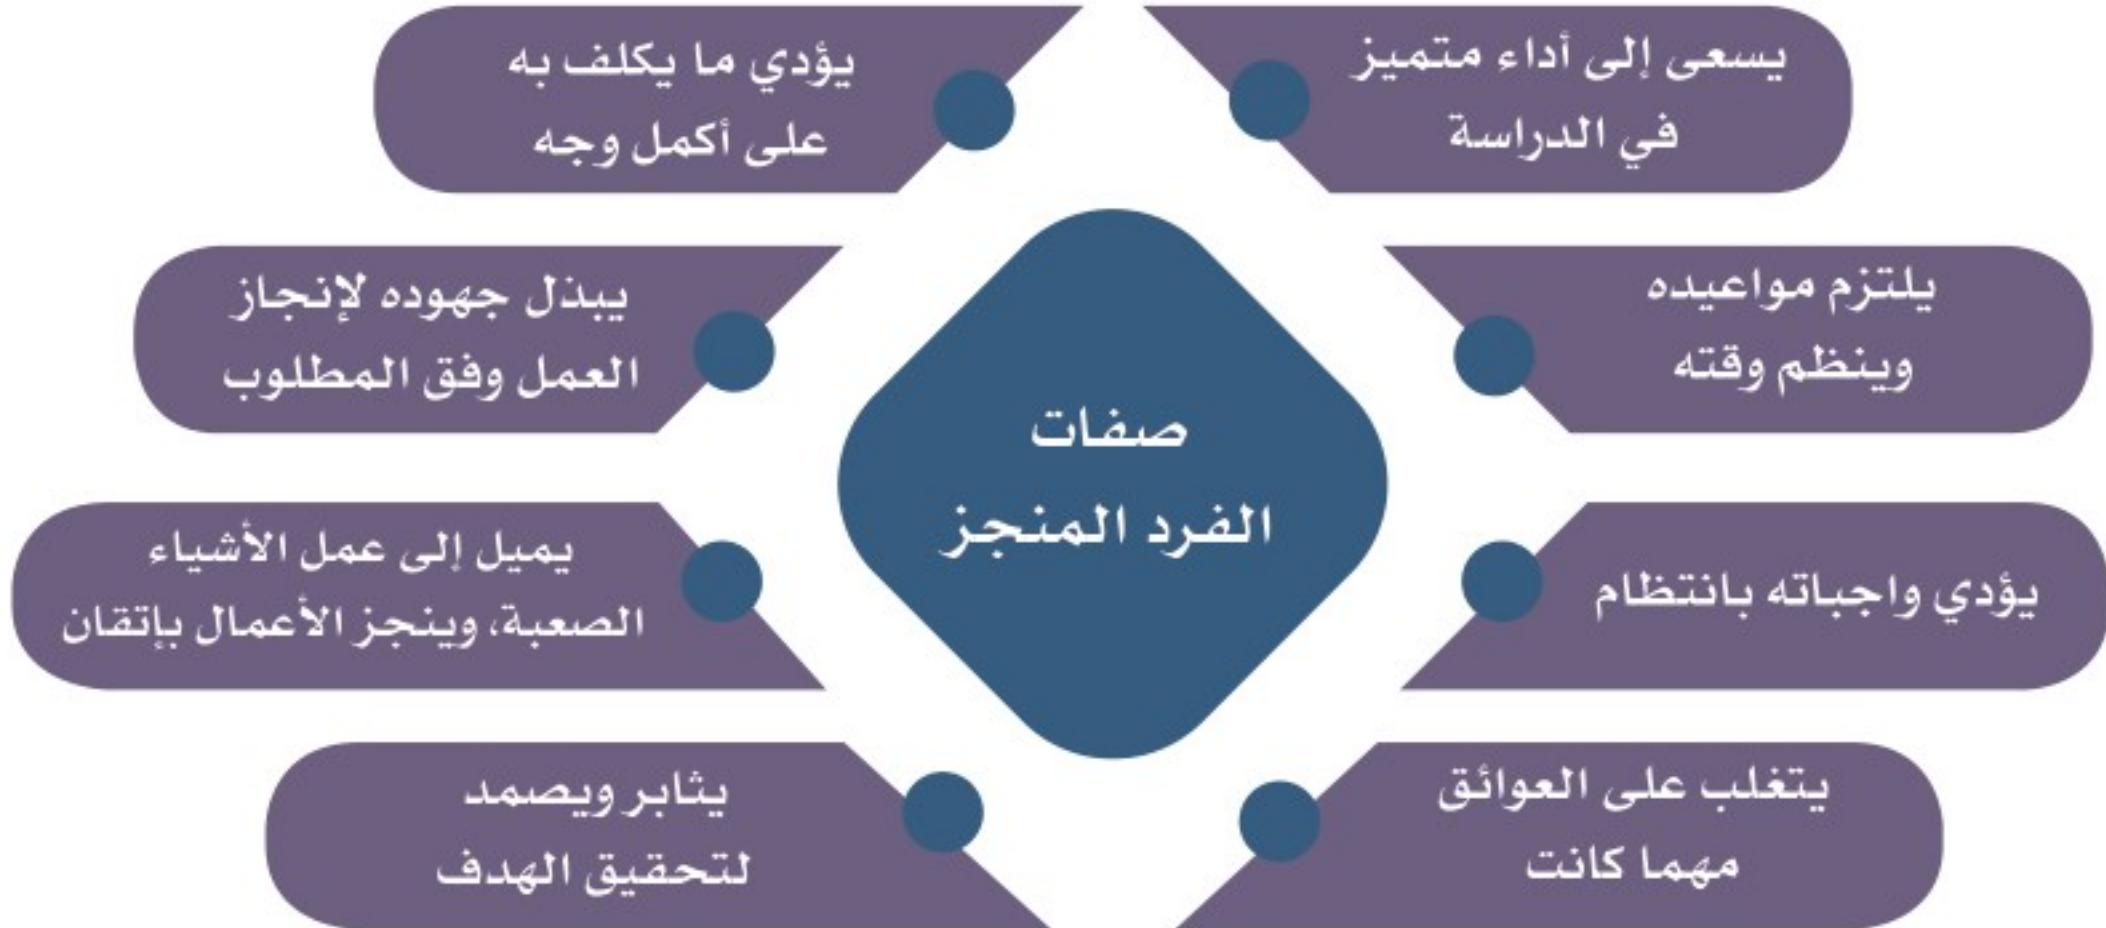 صفات
الفرد المنجز
يسعى إلى أداء متميز
في الدراسة
يلتزم مواعيده
وينظم وقته
يؤدي واجباته بانتظام
يتغلب على العوائق
مهما كانت
يؤدي ما يكلف به
على أكمل وجه
يبذل جهوده لإنجاز
العمل وفق المطلوب
يميل إلى عمل الأشياء
الصعبة، وينجز الأعمال بإتقان
يثابر ويصمد
لتحقيق الهدف